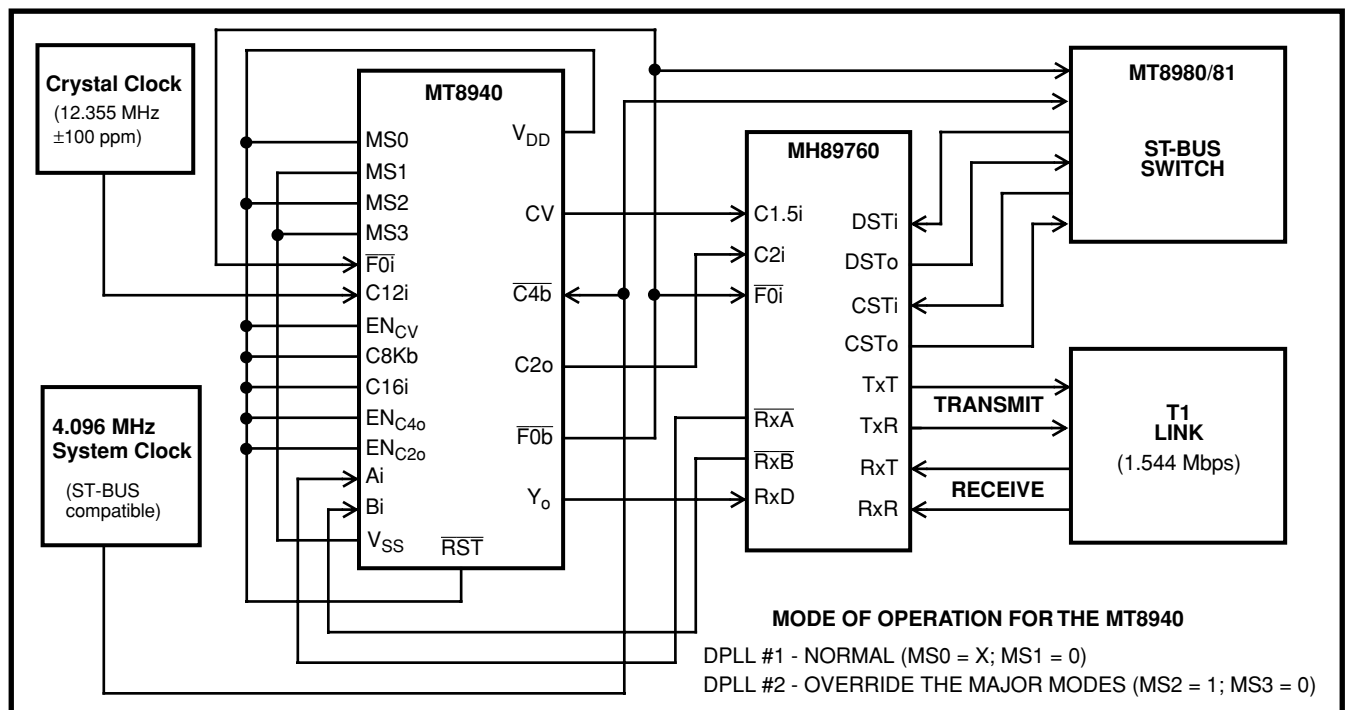 Crystal Clock
(12.355 MHz
±100 ppm)
4.096 MHz
System Clock
(ST-BUS
compatible)
MT8940
MS0
MS1
MS2
MS3
F0i
C12i
ENCV
C8Kb
C16i
ENC4o
ENC2o
Ai
Bi
VSS
RST
VDD
CV
C4b
C2o
F0b
Yo
MH89760
C1.5i
C2i
F0i
RxA
RxB
RxD
DSTi
DSTo
CSTi
CSTo
TxT
TxR
RxT
RxR
TRANSMIT
RECEIVE
MT8980/81
ST-BUS
SWITCH
T1
LINK
(1.544 Mbps)
MODE OF OPERATION FOR THE MT8940
DPLL #1 - NORMAL (MS0 = X; MS1 = 0)
DPLL #2 - OVERRIDE THE MAJOR MODES (MS2 = 1; MS3 = 0)